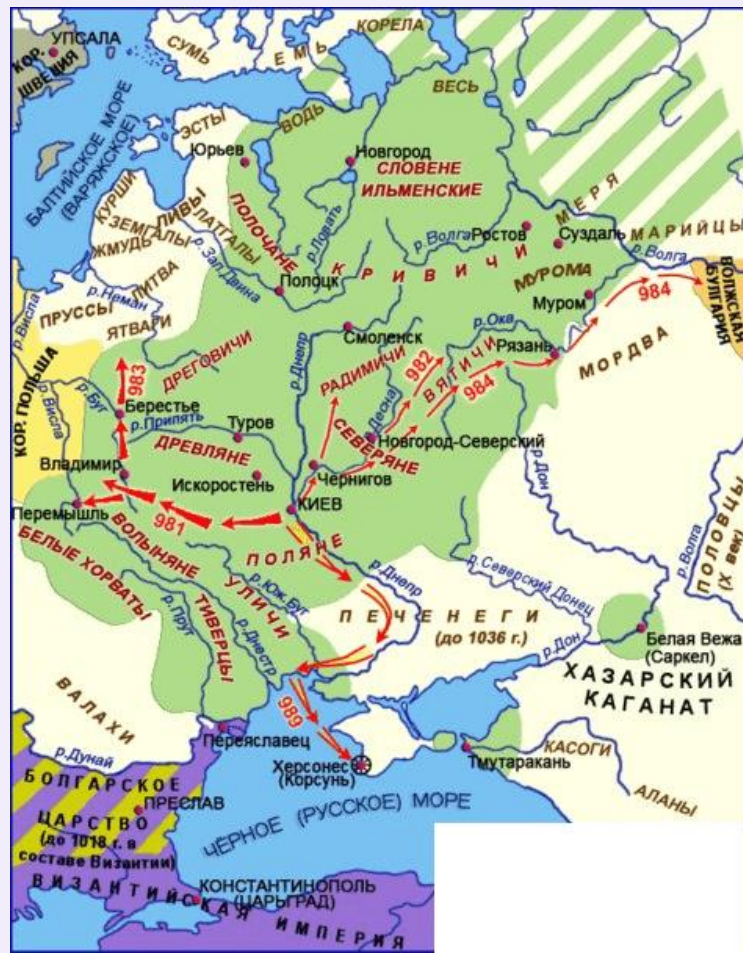 КОРЕЛА
УПСАЛА
КОР.
ШВЕЦИЯ
СУМЬ
ЕМЬ
ВЕСЬ
БАЛТИЙСКОЕ МОРЕ
(ВАРЯЖСКОЕ)
ЭСТЫ
ВОДЬ
Юрьев
Новгород
СЛОВЕНЕ
ИЛЬМЕНСКИЕ
КУРШИ
ЛИВЫ
ЗЕМГАЛЫ
ЛАТГАЛЫ
ПОЛОЧАНЕ
р.Ловать
МЕРЯ
ЖМУДЬ
р.Зап.Двина
р.Волга
Ростов
Суздаль
МАРИЙЦЫ
р.Волга
КРИВИЧИ
ЛИТВА
р.Неман
Полоцк
МУРОМА
Муром
984
ВОЛЖСКАЯ
БУЛГАРИЯ
ПРУССЫ
ЯТВАРИ
р.Висла
Смоленск
р.Ока
Рязань
МОРДВА
КОР. ПОЛЬША
р.Висла
983
ДРЕГОВИЧИ
р.Днепр
РАДИМИЧИ
982
ВЯТИЧИ
984
р.Буг
Берестье
р.Припять
Туров
Десна
СЕВЕРЯНЕ
Новгород-Северский
ДРЕВЛЯНЕ
Владимир
Искоростень
Чернигов
р.Дон
КИЕВ
Перемышль
981
ПОЛЯНЕ
ВОЛЫНЯНЕ
БЕЛЫЕ ХОРВАТЫ
УЛИЧИ
р.Юж.Буг
р.Днепр
р.Северский Донец
ПОЛОВЦЫ
(X век)
р.Волга
ТИВЕРЦЫ
р.Прут
р.Днестр
ПЕЧЕНЕГИ
(до 1036 г.)
р.Дон
Белая Вежа
(Саркел)
ХАЗАРСКИЙ
КАГАНАТ
ВАЛАХИ
989
Переяславец
р.Дунай
Херсонес
(Корсунь)
Тмутаракань
КАСОГИ
АЛАНЫ
БОЛГАРСКОЕ
ПРЕСЛАВ
ЦАРСТВО
(до 1018 г. в
составе Византии)
ЧЁРНОЕ (РУССКОЕ) МОРЕ
КОНСТАНТИНОПОЛЬ
(ЦАРЬГРАД)
ВИЗАНТИЙСКАЯ ИМПЕРИЯ